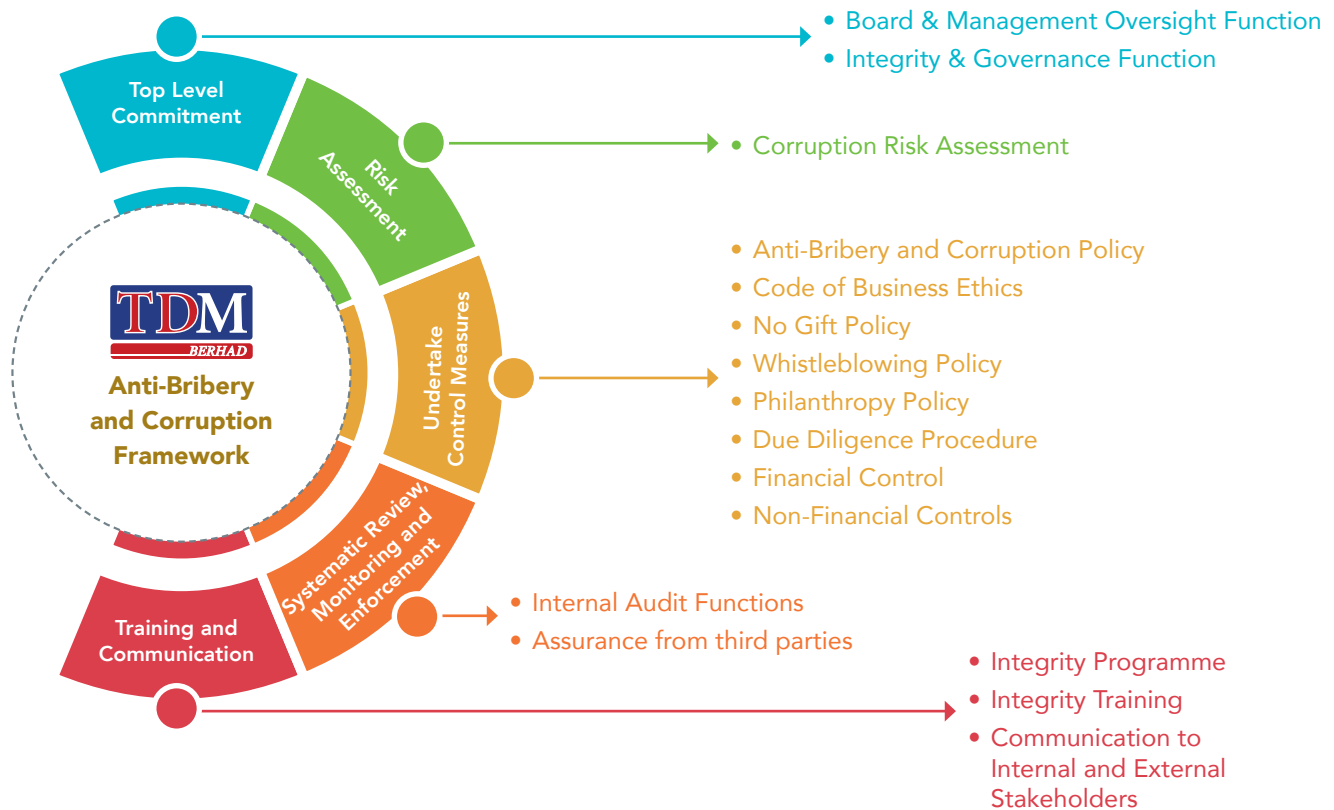 • Board & Management Oversight Function
• Integrity & Governance Function
Top Level
Commitment
Risk
Assessment
• Corruption Risk Assessment
TDM
BERHAD
Anti-Bribery
and Corruption
Framework
Undertake
Control Measures
• Anti-Bribery and Corruption Policy
• Code of Business Ethics
• No Gift Policy
• Whistleblowing Policy
• Philanthropy Policy
• Due Diligence Procedure
• Financial Control
• Non-Financial Controls
Systematic Review,
Monitoring and
Enforcement
• Internal Audit Functions
• Assurance from third parties
Training and
Communication
• Integrity Programme
• Integrity Training
• Communication to
Internal and External
Stakeholders